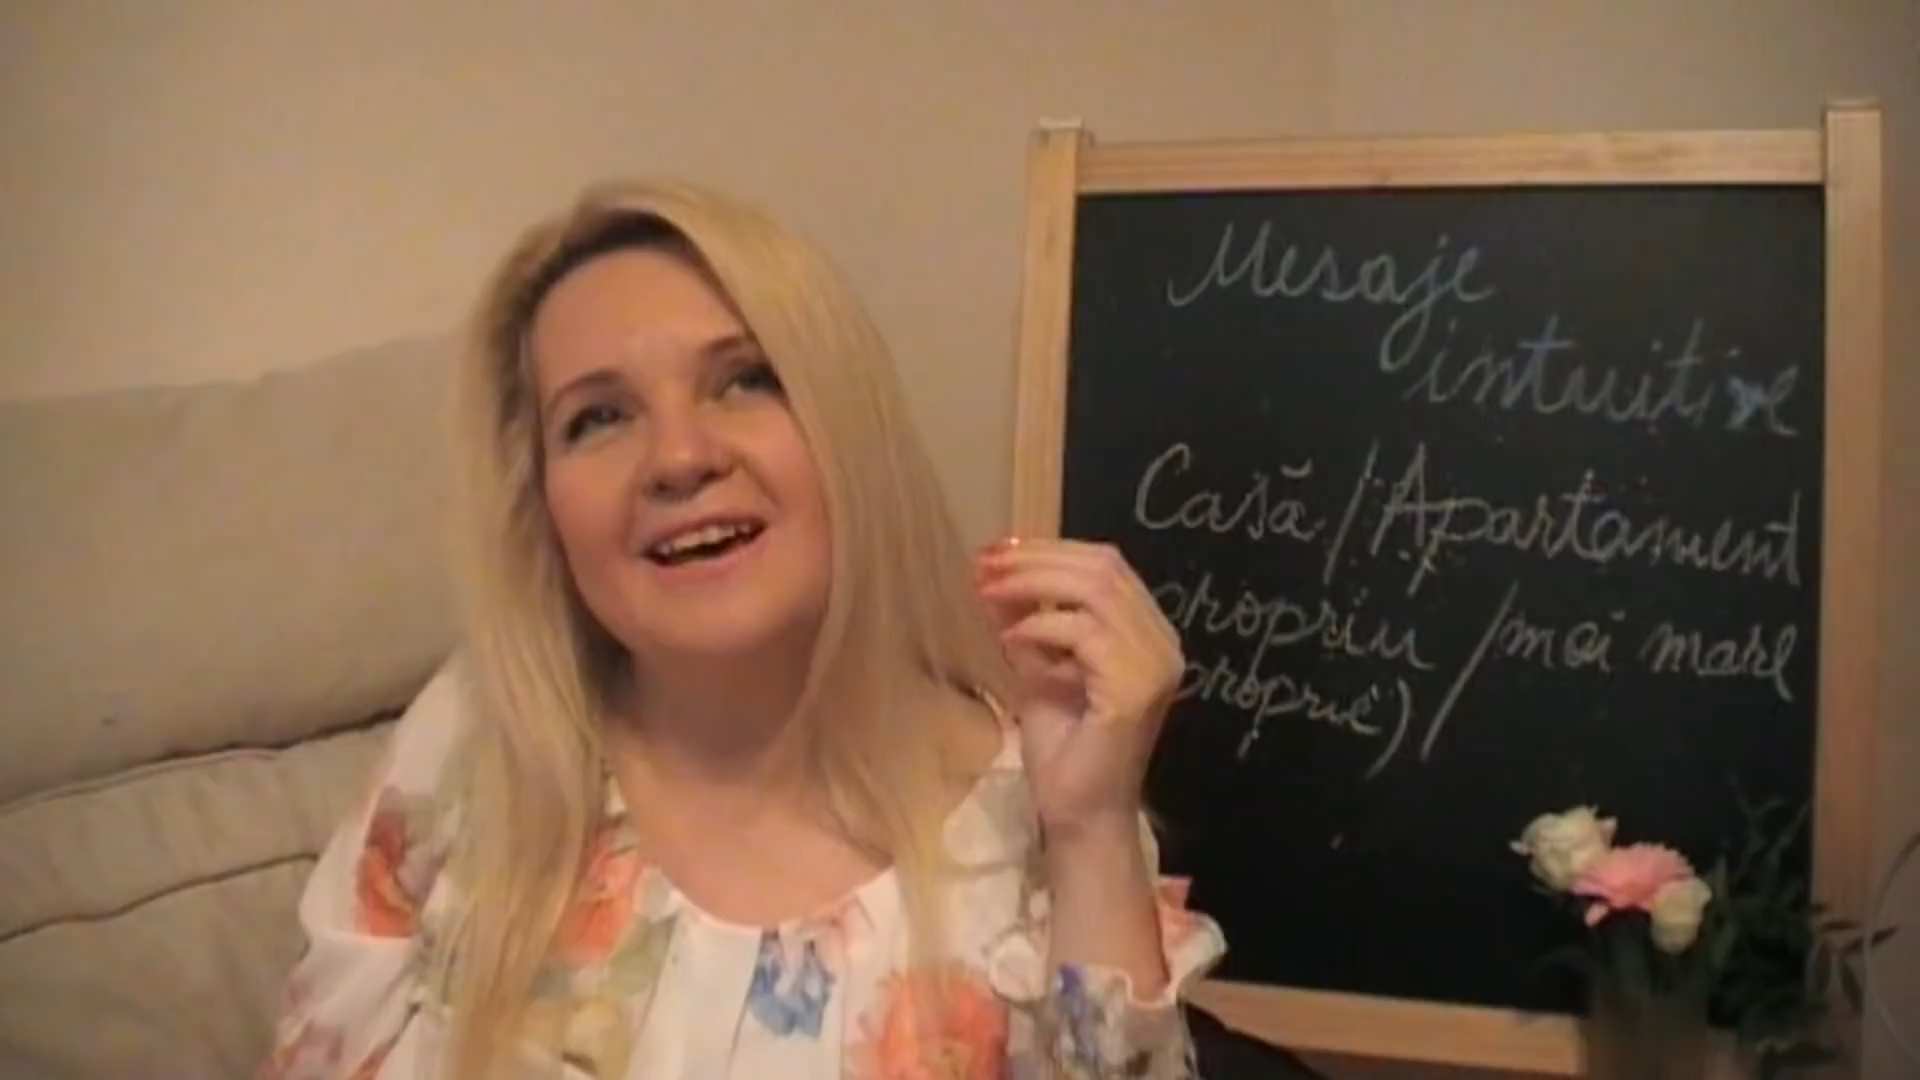 Mesaje
intuitive
Casă / Apartament
propriu / mai mare
proprie) /